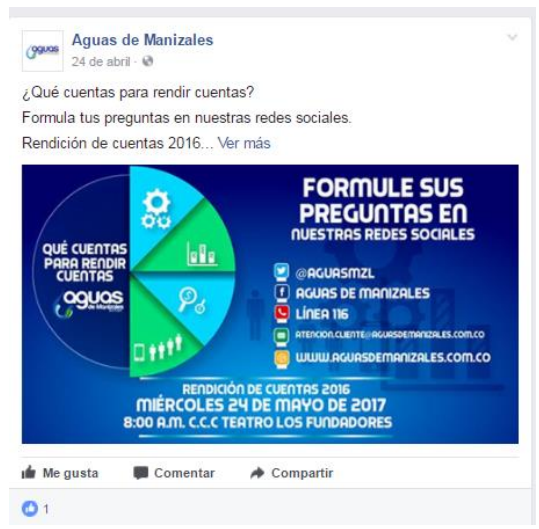 aguas
Aguas de Manizales
24 de abril ·
¿Qué cuentas para rendir cuentas?
Formula tus preguntas en nuestras redes sociales.
Rendición de cuentas 2016... Ver más
QUÉ CUENTAS
PARA RENDIR
CUENTAS
aguas
de Manizales
FORMULE SUS
PREGUNTAS EN
NUESTRAS REDES SOCIALES
@AGUASMZL
AGUAS DE MANIZALES
LÍNEA 116
ATENCION.CLIENTE@AGUASDEMANIZALES.COM.CO
WWW.AGUASDEMANIZALES.COM.CO
RENDICIÓN DE CUENTAS 2016
MIÉRCOLES 24 DE MAYO DE 2017
8:00 A.M. C.C.C TEATRO LOS FUNDADORES
Me gusta Comentar Compartir
1